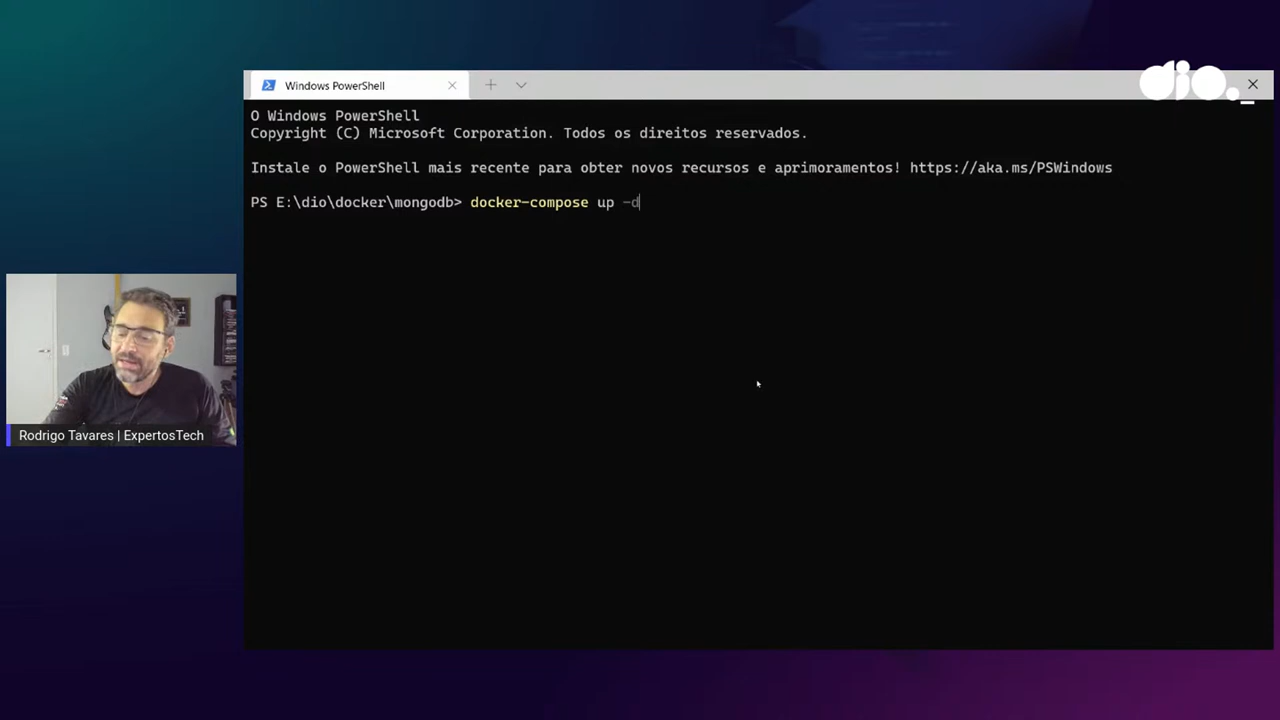 Windows PowerShell
dio._
O Windows PowerShell
Copyright (C) Microsoft Corporation. Todos os direitos reservados.
Instale o PowerShell mais recente para obter novos recursos e aprimoramentos! https://aka.ms/PSWindows
PS E:\dio\docker\mongodb> docker-compose up -d
Rodrigo Tavares | ExpertosTech